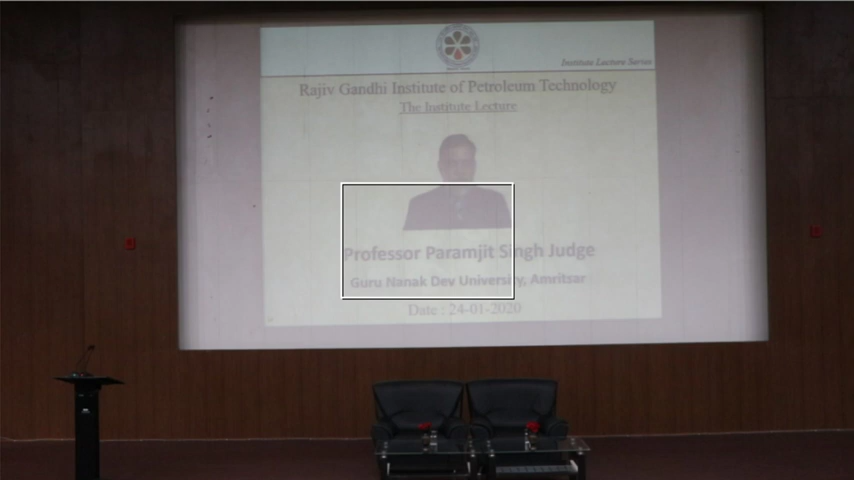 Institute Lecture Series
Rajiv Gandhi Institute of Petroleum Technology
The Institute Lecture
Professor Paramjit Singh Judge
Guru Nanak Dev University, Amritsar
Date : 24-01-2020